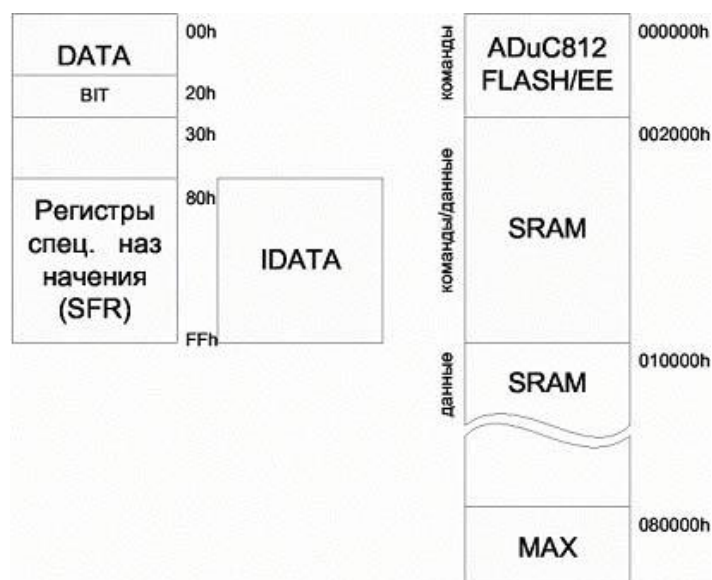 DATA
00h
BIT
20h
30h
80h
Регистры
спец. наз
начения
(SFR)
FFh
IDATA
команды
ADuC812
FLASH/EE
000000h
команды/данные
SRAM
002000h
данные
SRAM
010000h
MAX
080000h